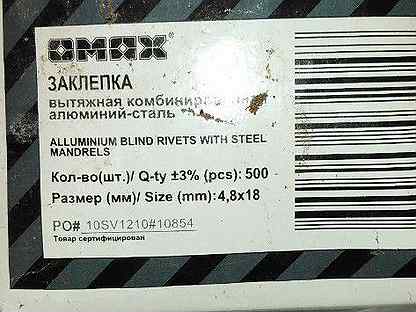 OMAX
ЗАКЛЕПКА
вытяжная
алюминий-сталь
ALLUMINIUM BLIND RIVETS WITH STEEL
MANDRELS
Кол-во(шт.)/ Q-ty ±3% (pcs): 500
Размер (мм)/ Size (mm):4,8x18
PO# 10SV1210#10854
Товар сертифицирован